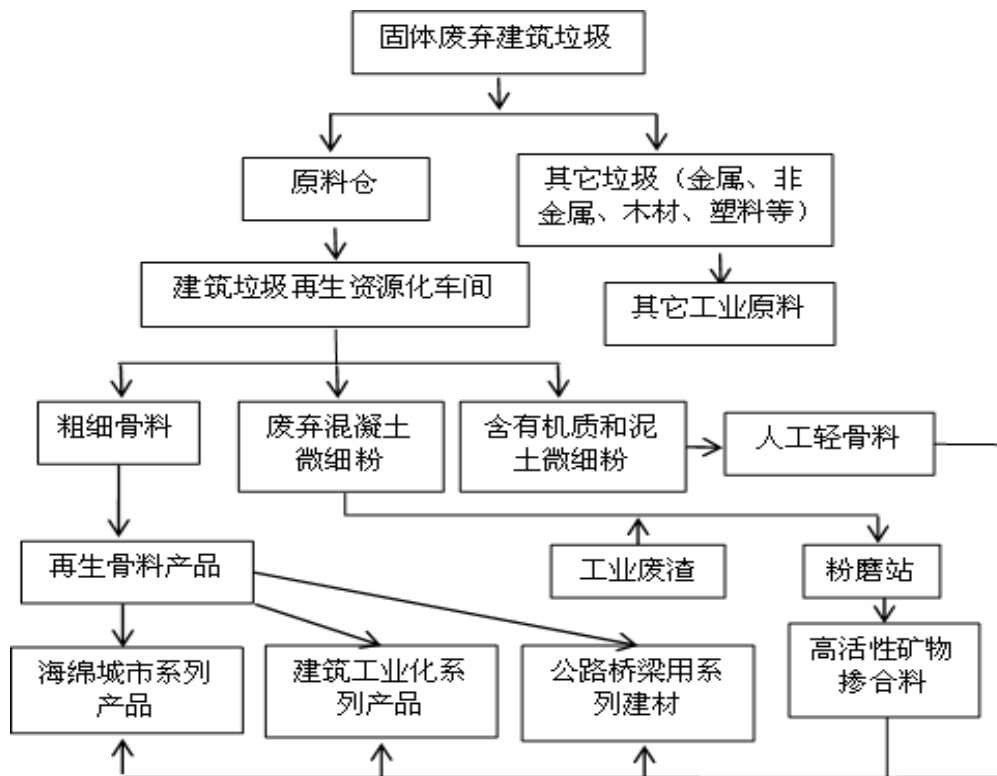 固体废弃建筑垃圾
原料仓
其它垃圾（金属、非
金属、木材、塑料等）
建筑垃圾再生资源化车间
其它工业原料
粗细骨料
废弃混凝土
微细粉
含有机质和泥
土微细粉
人工轻骨料
再生骨料产品
工业废渣
粉磨站
海绵城市系列
产品
建筑工业化系
列产品
公路桥梁用系
列建材
高活性矿物
掺合料